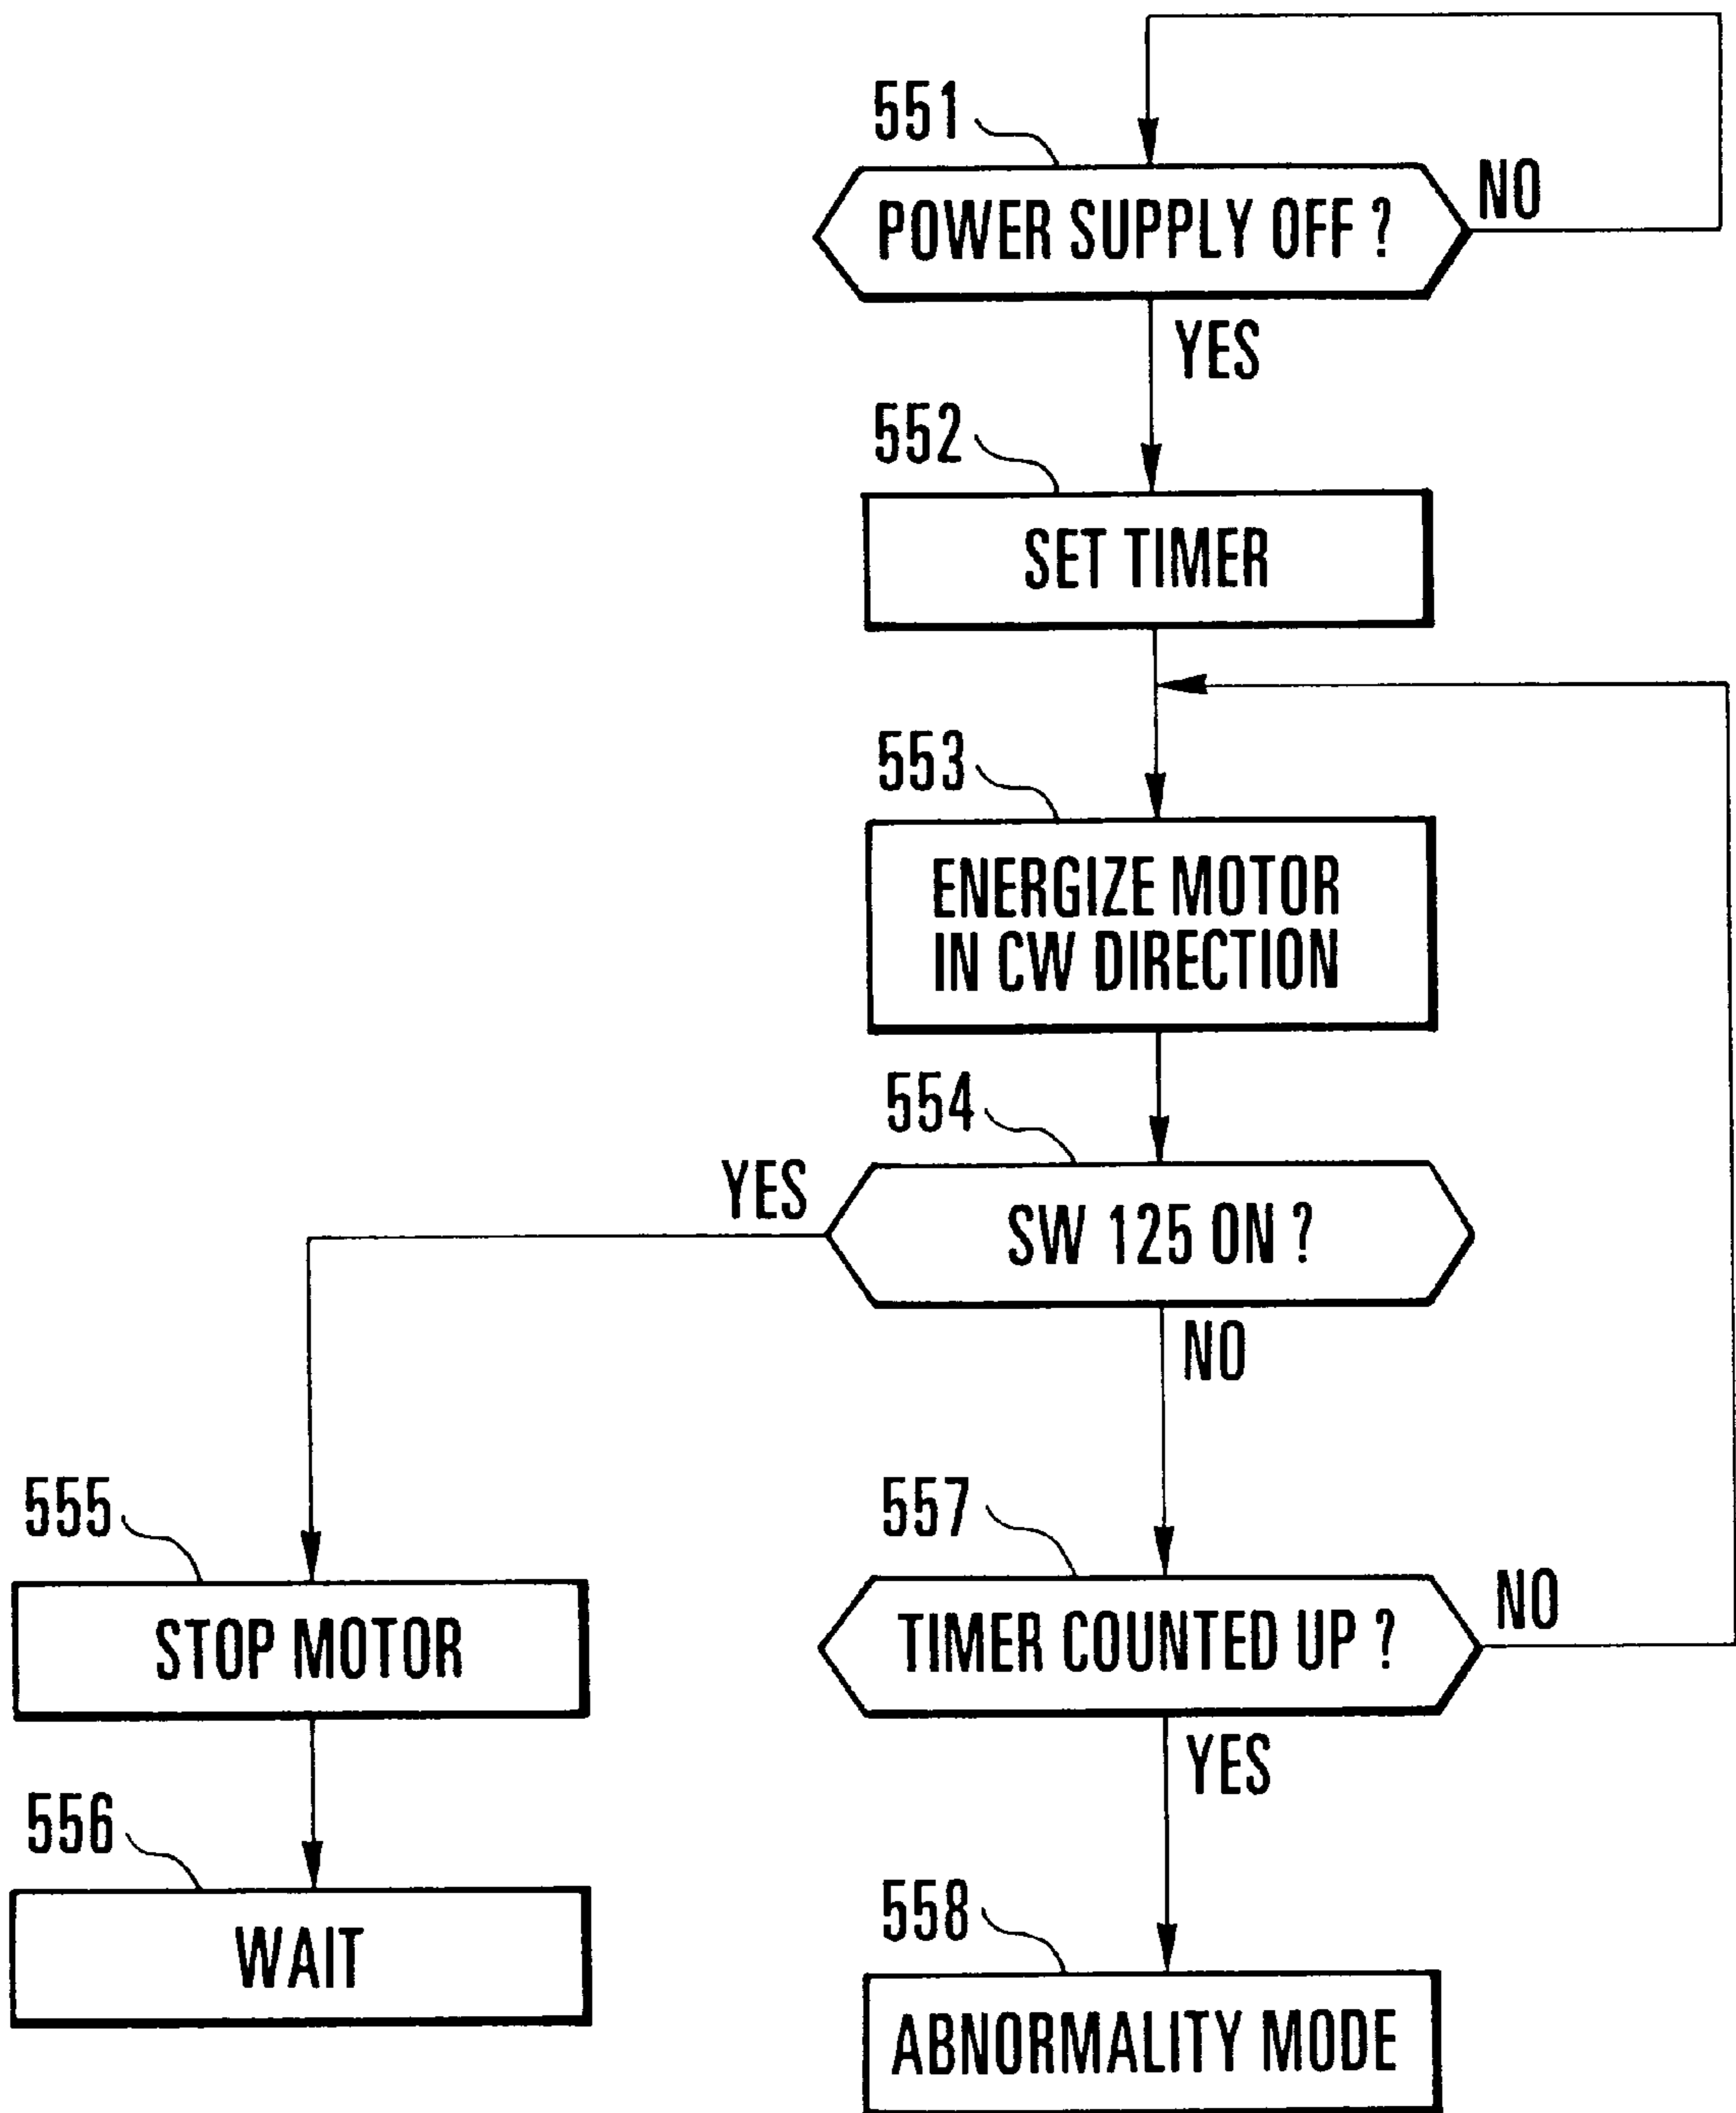 551
POWER SUPPLY OFF ?
NO
YES
552
SET TIMER
553
ENERGIZE MOTOR
IN CW DIRECTION
554
YES
SW 125 ON ?
NO
555
STOP MOTOR
557
TIMER COUNTED UP ?
NO
YES
556
WAIT
558
ABNORMALITY MODE